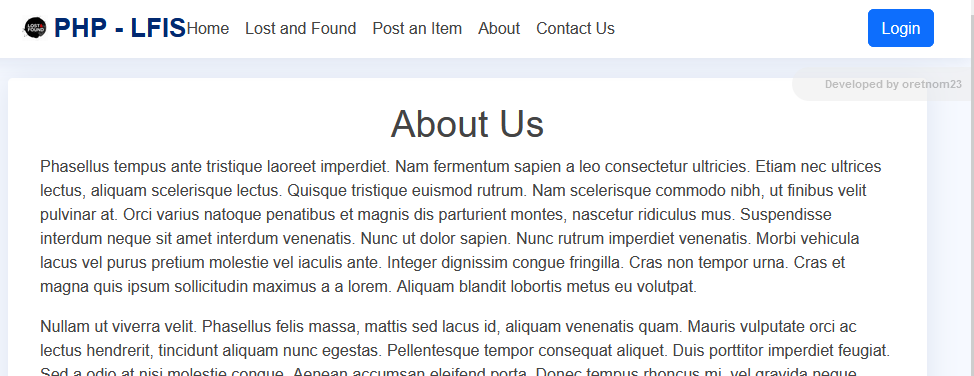 LOST & FOUND
PHP - LFIS Home Lost and Found Post an Item About Contact Us Login
Developed by oretnom23
About Us
Phasellus tempus ante tristique laoreet imperdiet. Nam fermentum sapien a leo consectetur ultricies. Etiam nec ultrices
lectus, aliquam scelerisque lectus. Quisque tristique euismod rutrum. Nam scelerisque commodo nibh, ut finibus velit
pulvinar at. Orci varius natoque penatibus et magnis dis parturient montes, nascetur ridiculus mus. Suspendisse
interdum neque sit amet interdum venenatis. Nunc ut dolor sapien. Nunc rutrum imperdiet venenatis. Morbi vehicula
lacus vel purus pretium molestie vel iaculis ante. Integer dignissim congue fringilla. Cras non tempor urna. Cras et
magna quis ipsum sollicitudin maximus a a lorem. Aliquam blandit lobortis metus eu volutpat.
Nullam ut viverra velit. Phasellus felis massa, mattis sed lacus id, aliquam venenatis quam. Mauris vulputate orci ac
lectus hendrerit, tincidunt aliquam nunc egestas. Pellentesque tempor consequat aliquet. Duis porttitor imperdiet feugiat.
Sed a odio at nisi molestie congue. Aenean accumsan eleifend porta. Donec tempus rhoncus mi, vel gravida neque